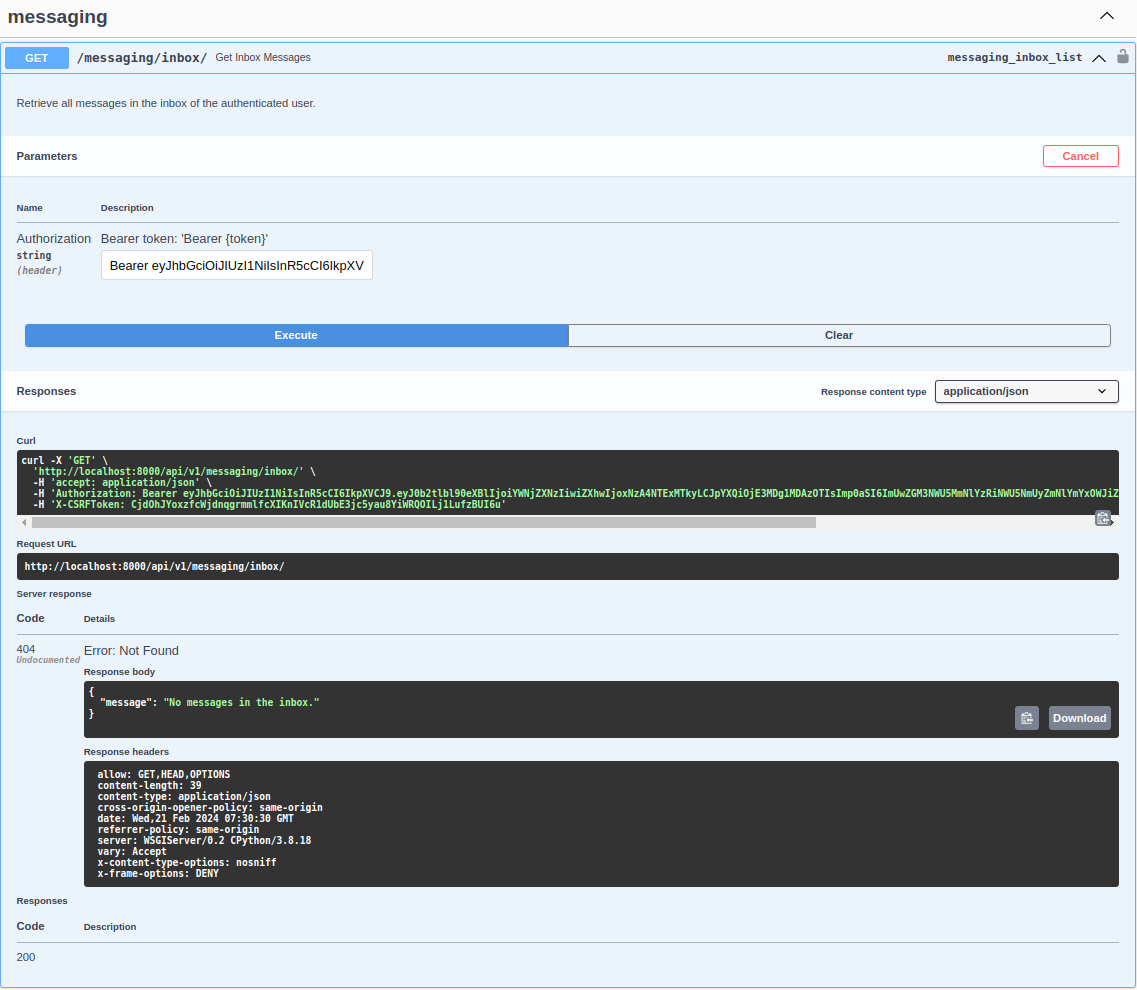 messaging
GET /messaging/inbox/ Get Inbox Messages messaging_inbox_list
Retrieve all messages in the inbox of the authenticated user.
Parameters Cancel
Name Description
Authorization Bearer token: 'Bearer {token}'
string
(header)
Bearer eyJhbGciOiJIUzI1NiIsInR5cCI6IkpXV
Execute Clear
Responses Response content type application/json
Curl
curl -X 'GET' \
'http://localhost:8000/api/v1/messaging/inbox/' \
-H 'accept: application/json' \
-H 'Authorization: Bearer eyJhbGciOiJIUzI1NiIsInR5cCI6IkpXVCJ9.eyJ0b2tlbl90eXBlIjoiYWNjZXNzIiwiZXhwIjoxNzA4NTExMTkyLCJpYXQiOjE3MDg1MDAzOTIsImp0aSI6ImUwZGM3NWU5MmNlYzRiNWU5NmUyZmNlYmYxOWJiZ
-H 'X-CSRFToken: CjdOhJYoxzfcWjdnqgrmmlfcXIKnIVcR1dUbE3jc5yau8YiWRQOILj1LufzBUI6u'
Request URL
http://localhost:8000/api/v1/messaging/inbox/
Server response
Code Details
404 Error: Not Found
Undocumented
Response body
{
"message": "No messages in the inbox."
}
Download
Response headers
allow: GET,HEAD,OPTIONS
content-length: 39
content-type: application/json
cross-origin-opener-policy: same-origin
date: Wed,21 Feb 2024 07:30:30 GMT
referrer-policy: same-origin
server: WSGIServer/0.2 CPython/3.8.18
vary: Accept
x-content-type-options: nosniff
x-frame-options: DENY
Responses
Code Description
200